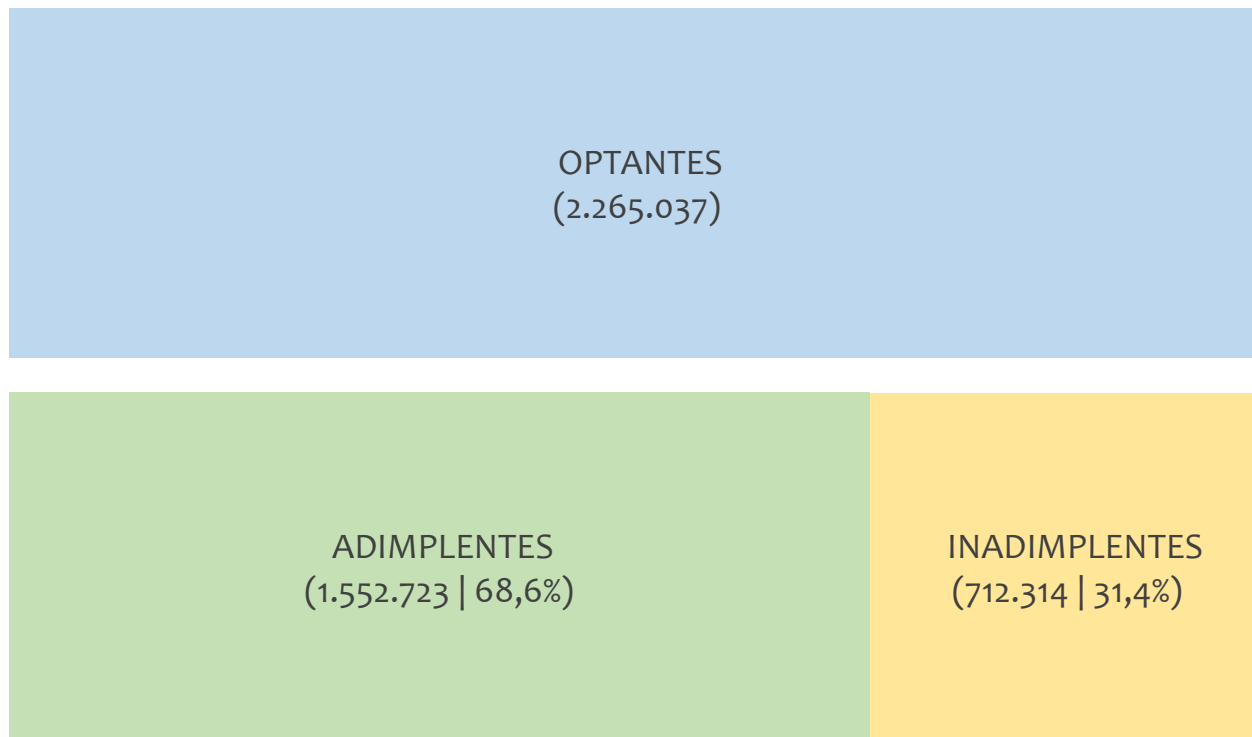 OPTANTES
(2.265.037)
ADIMPLENTES
(1.552.723 | 68,6%)
INADIMPLENTES
(712.314 | 31,4%)